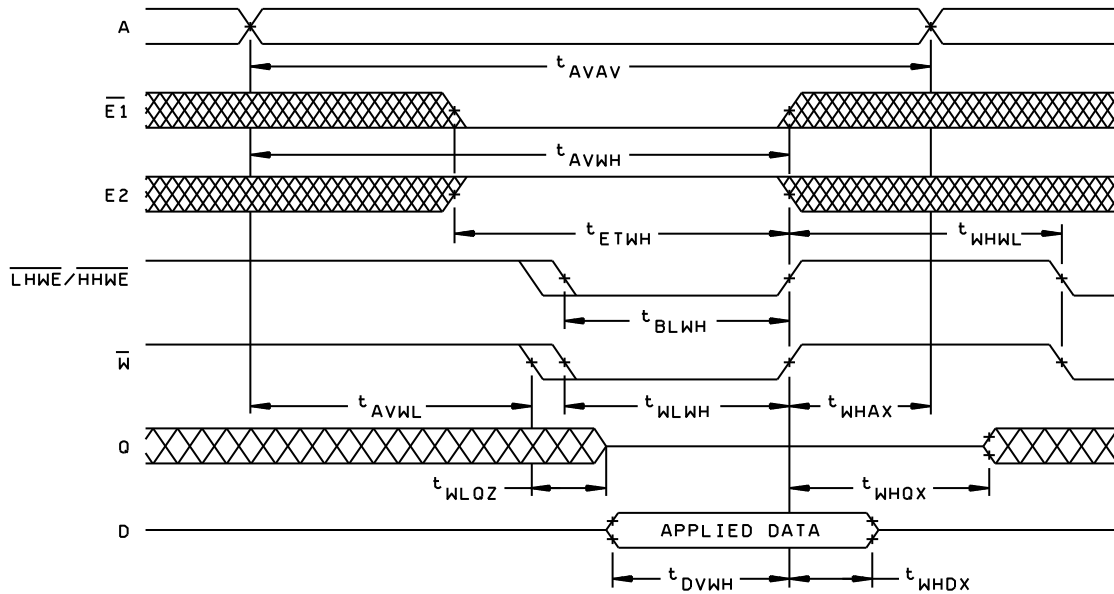 A
tAVAV
E1
tAVWH
E2
tETWH
tWHWL
LHWE/HHWE
tBLWH
W
tAVWL
tWLWH
tWHAX
Q
tWLQZ
tWHQX
D
APPLIED DATA
tDVWH
tWHDX